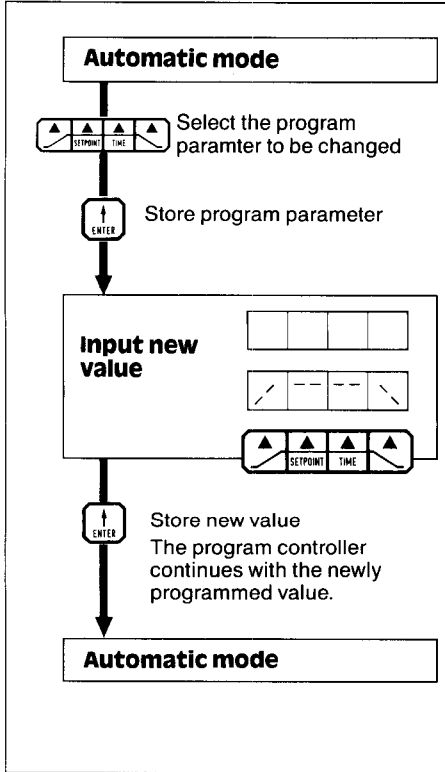 Automatic mode
SETPOINT TIME
Select the program
paramter to be changed
ENTER
Store program parameter
Input new
value
SETPOINT TIME
ENTER
Store new value
The program controller
continues with the newly
programmed value.
Automatic mode